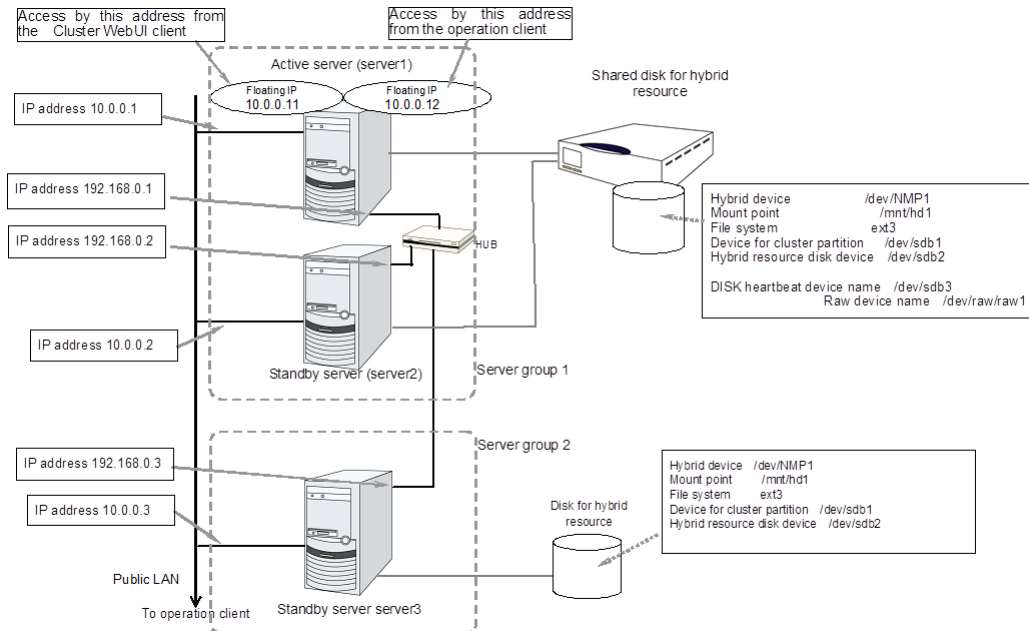 Access by this address from
the Cluster WebUI client
Access by this address
from the operation client
Active server (server1)
Floating IP
10.0.0.11
Floating IP
10.0.0.12
Shared disk for hybrid
resource
IP address 10.0.0.1
IP address 192.168.0.1
IP address 192.168.0.2
HUB
Hybrid device /dev/NMP1
Mount point /mnt/hd1
File system ext3
Device for cluster partition /dev/sdb1
Hybrid resource disk device /dev/sdb2
DISK heartbeat device name /dev/sdb3
Raw device name /dev/raw/raw1
IP address 10.0.0.2
Standby server (server2)
Server group 1
Server group 2
IP address 192.168.0.3
IP address 10.0.0.3
Hybrid device /dev/NMP1
Mount point /mnt/hd1
File system ext3
Device for cluster partition /dev/sdb1
Hybrid resource disk device /dev/sdb2
Disk for hybrid
resource
Public LAN
To operation client
Standby server server3